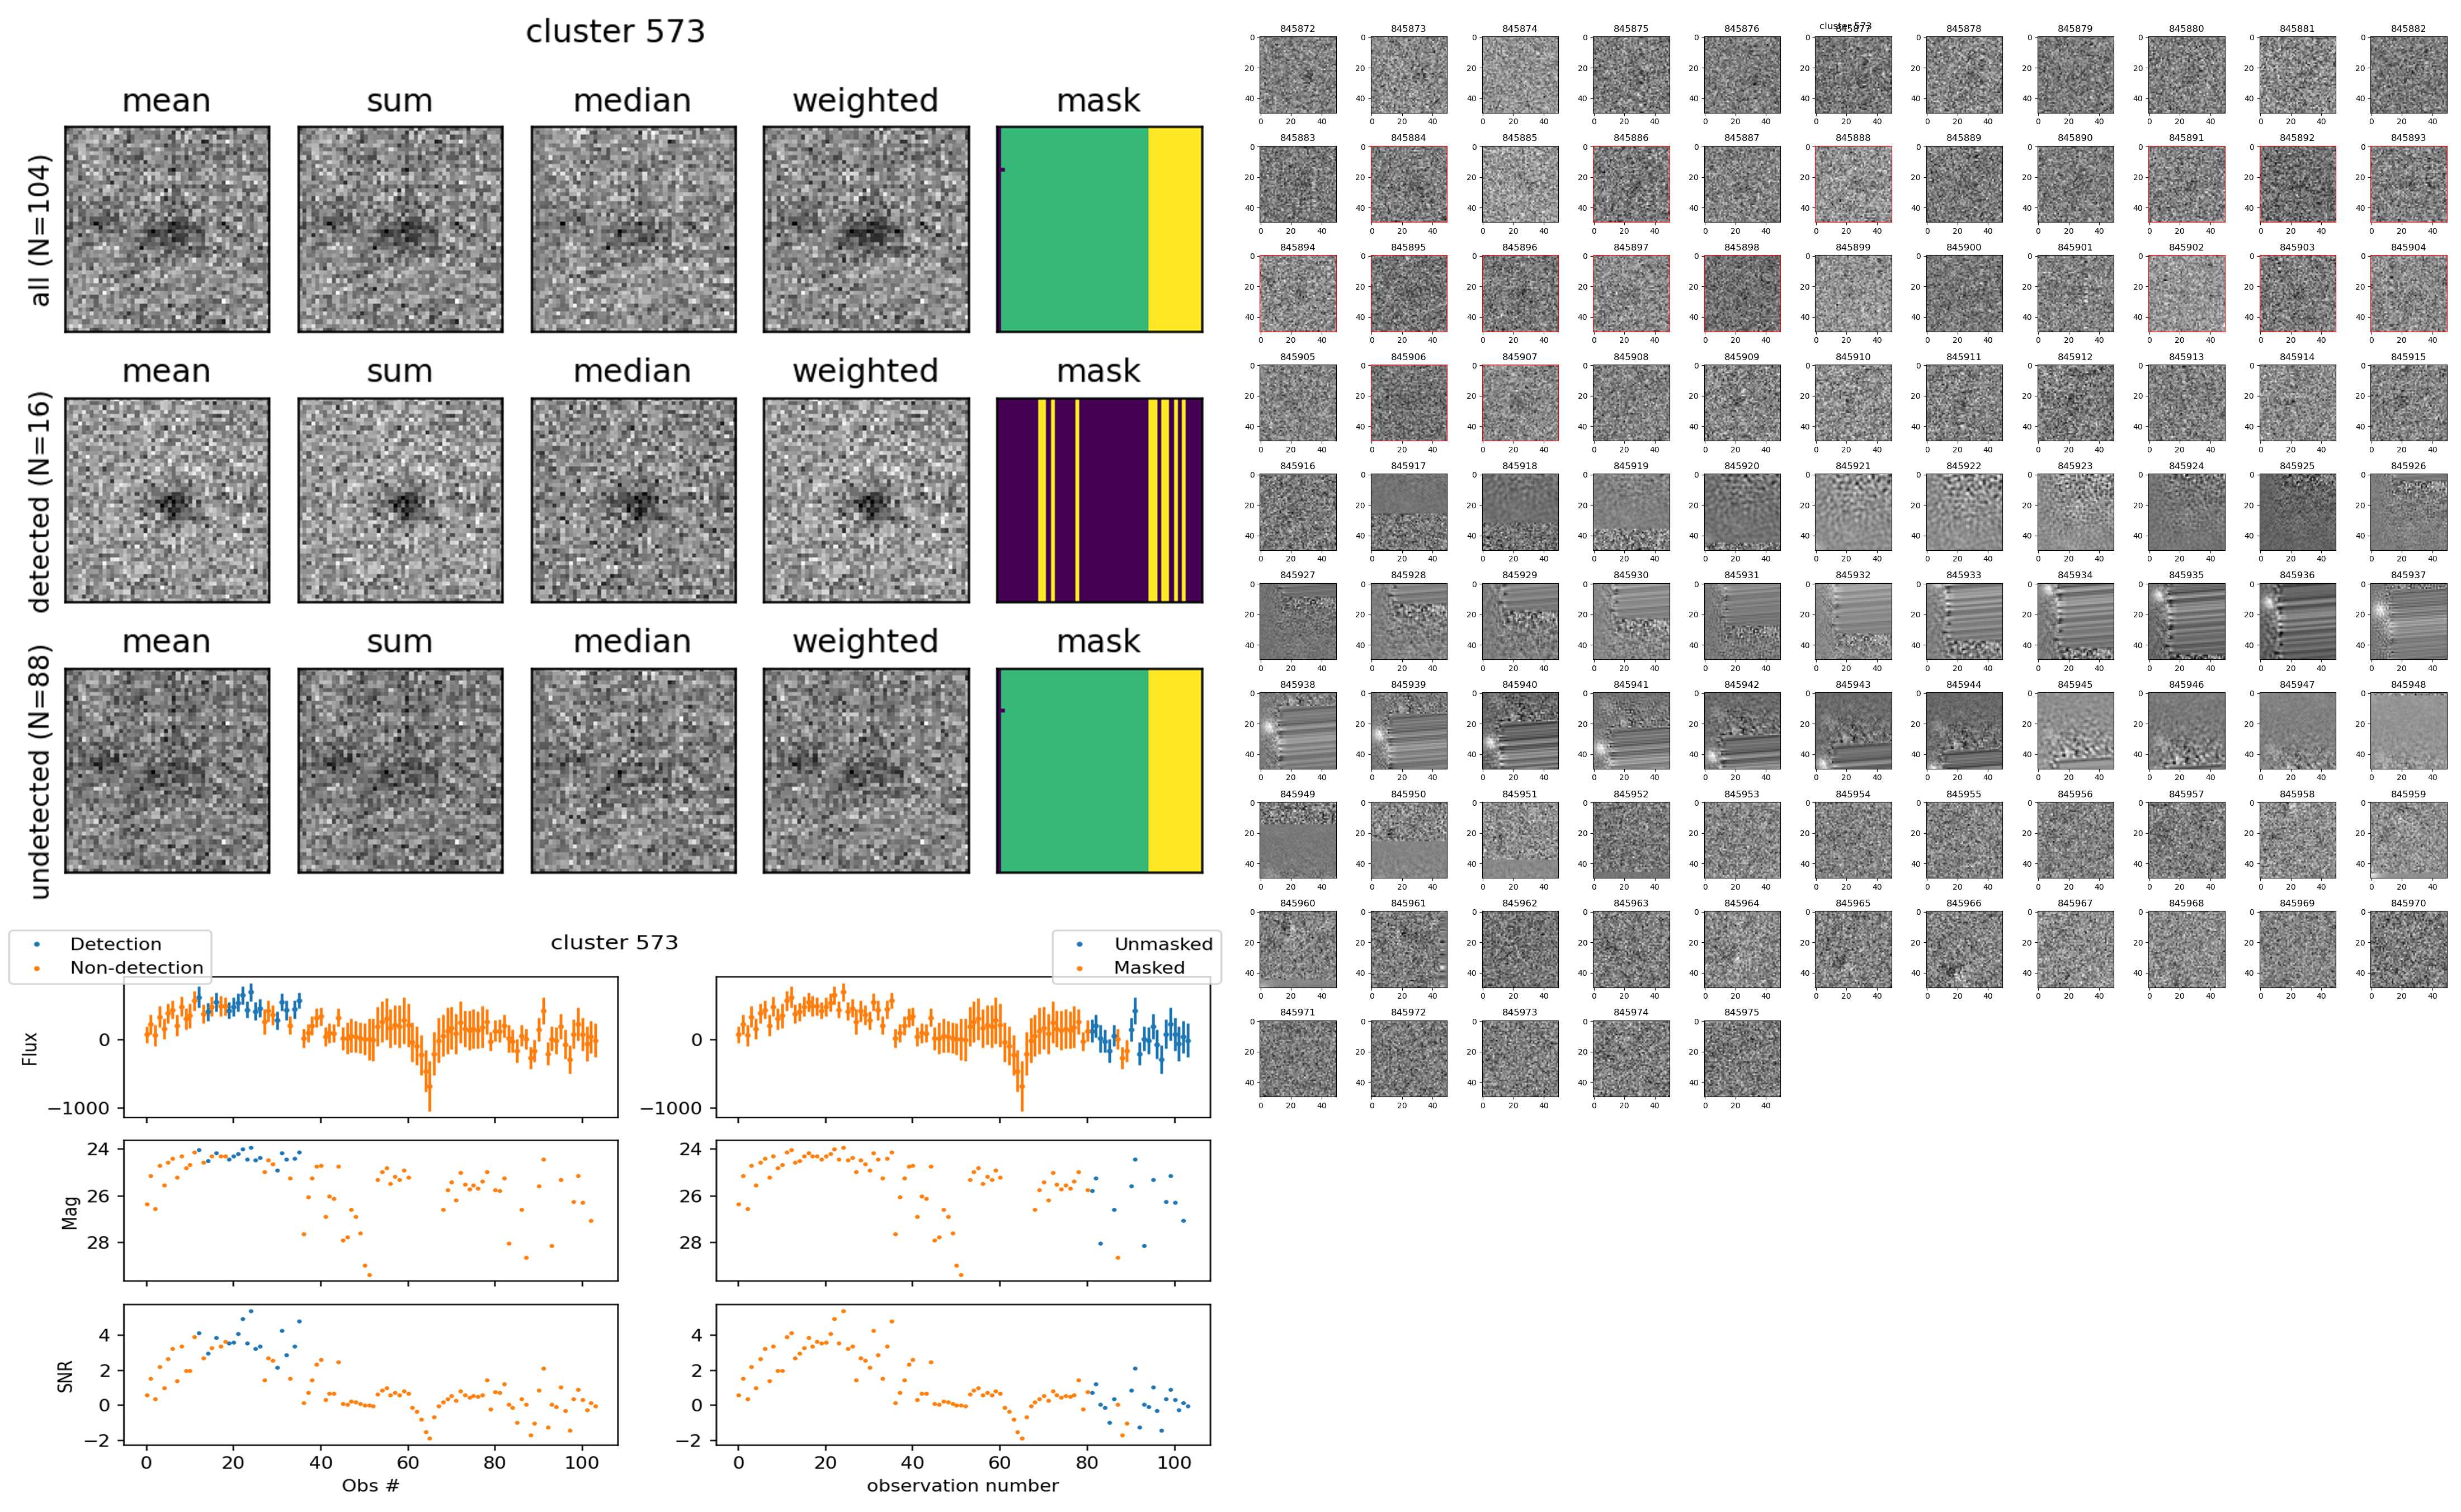 cluster 573
mean sum median weighted mask
all (N=104)
mean sum median weighted mask
detected (N=16)
mean sum median weighted mask
undetected (N=88)
Detection
Non-detection
cluster 573
Unmasked
Masked
Flux
0
−1000
0
−1000
Mag
24
26
28
24
26
28
SNR
4
2
0
−2
4
2
0
−2
0 20 40 60 80 100
Obs #
0 20 40 60 80 100
observation number
cluster 573
845872 845873 845874 845875 845876 845877 845878 845879 845880 845881 845882
845883 845884 845885 845886 845887 845888 845889 845890 845891 845892 845893
845894 845895 845896 845897 845898 845899 845900 845901 845902 845903 845904
845905 845906 845907 845908 845909 845910 845911 845912 845913 845914 845915
845916 845917 845918 845919 845920 845921 845922 845923 845924 845925 845926
845927 845928 845929 845930 845931 845932 845933 845934 845935 845936 845937
845938 845939 845940 845941 845942 845943 845944 845945 845946 845947 845948
845949 845950 845951 845952 845953 845954 845955 845956 845957 845958 845959
845960 845961 845962 845963 845964 845965 845966 845967 845968 845969 845970
845971 845972 845973 845974 845975